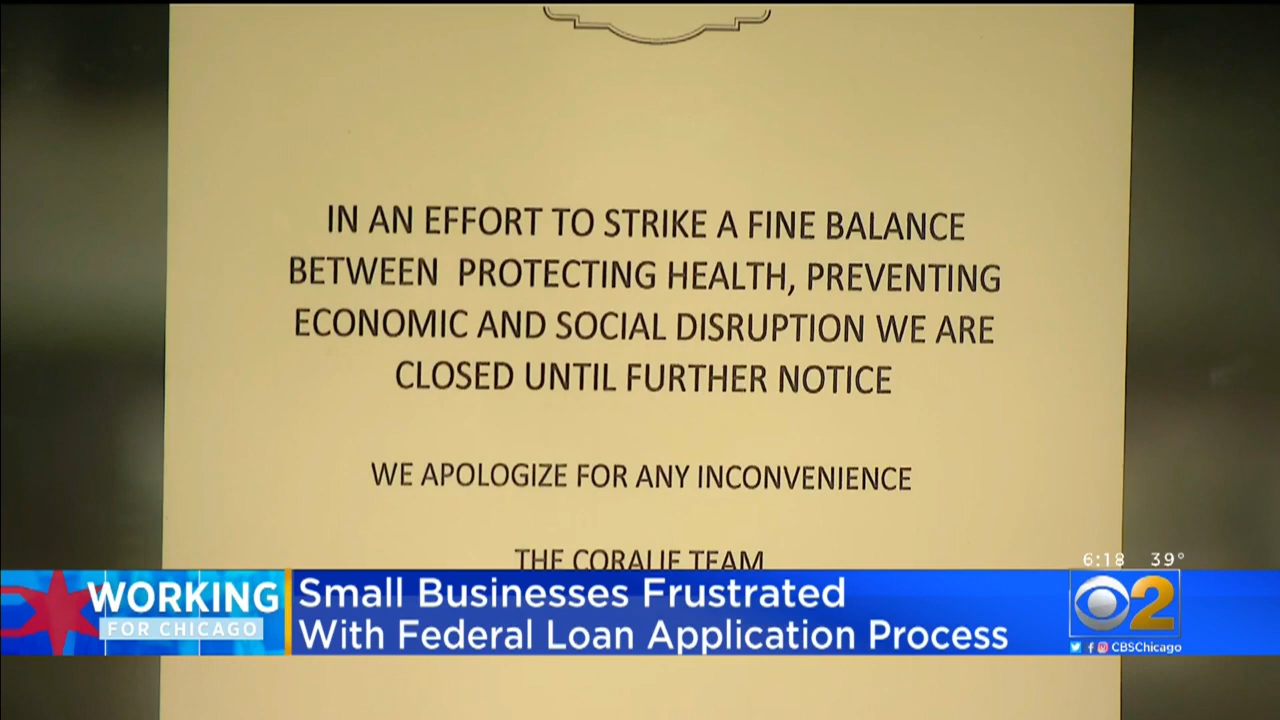 IN AN EFFORT TO STRIKE A FINE BALANCE
BETWEEN PROTECTING HEALTH, PREVENTING
ECONOMIC AND SOCIAL DISRUPTION WE ARE
CLOSED UNTIL FURTHER NOTICE
WE APOLOGIZE FOR ANY INCONVENIENCE
THE CORALIE TEAM
6:18 39°
WORKING
FOR CHICAGO
Small Businesses Frustrated
With Federal Loan Application Process
2
CBSChicago